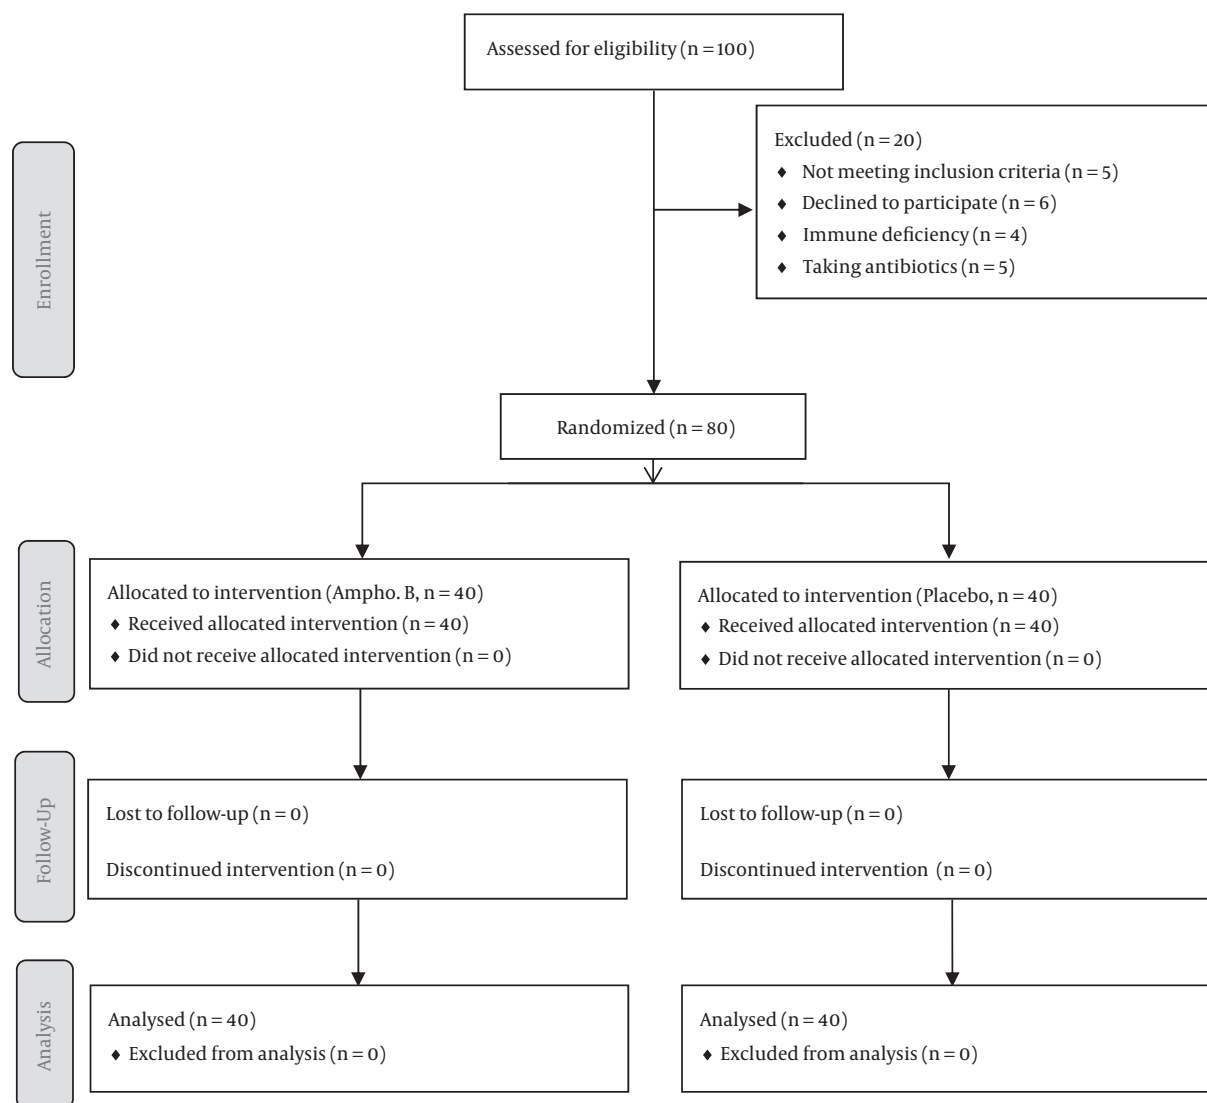 Assessed for eligibility (n = 100)
Enrollment
Excluded (n = 20)
♦ Not meeting inclusion criteria (n = 5)
♦ Declined to participate (n = 6)
♦ Immune deficiency (n = 4)
♦ Taking antibiotics (n = 5)
Randomized (n = 80)
Allocation
Allocated to intervention (Ampho. B, n = 40)
♦ Received allocated intervention (n = 40)
♦ Did not receive allocated intervention (n = 0)
Allocated to intervention (Placebo, n = 40)
♦ Received allocated intervention (n = 40)
♦ Did not receive allocated intervention (n = 0)
Follow-Up
Lost to follow-up (n = 0)
Discontinued intervention (n = 0)
Lost to follow-up (n = 0)
Discontinued intervention (n = 0)
Analysis
Analysed (n = 40)
♦ Excluded from analysis (n = 0)
Analysed (n = 40)
♦ Excluded from analysis (n = 0)